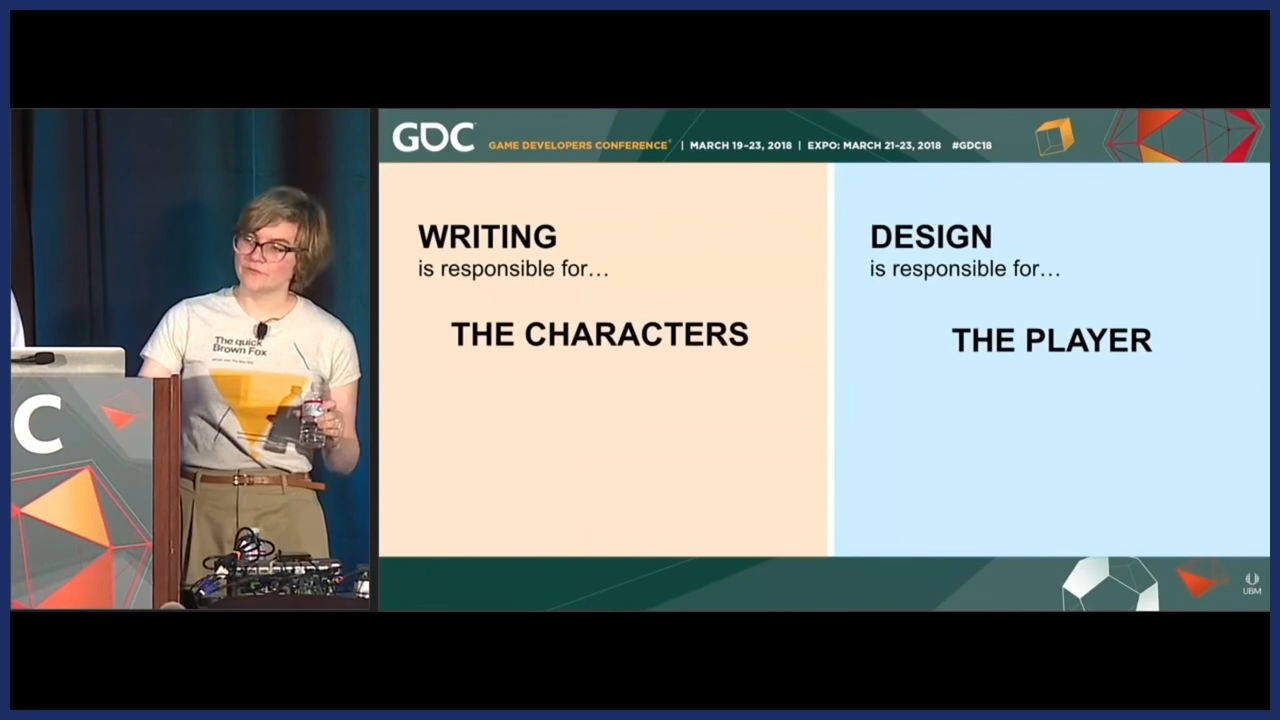 GDC
GAME DEVELOPERS CONFERENCE® | MARCH 19–23, 2018 | EXPO: MARCH 21–23, 2018 #GDC18
WRITING
is responsible for…
THE CHARACTERS
DESIGN
is responsible for…
THE PLAYER
The quick
Brown Fox
C
UBM